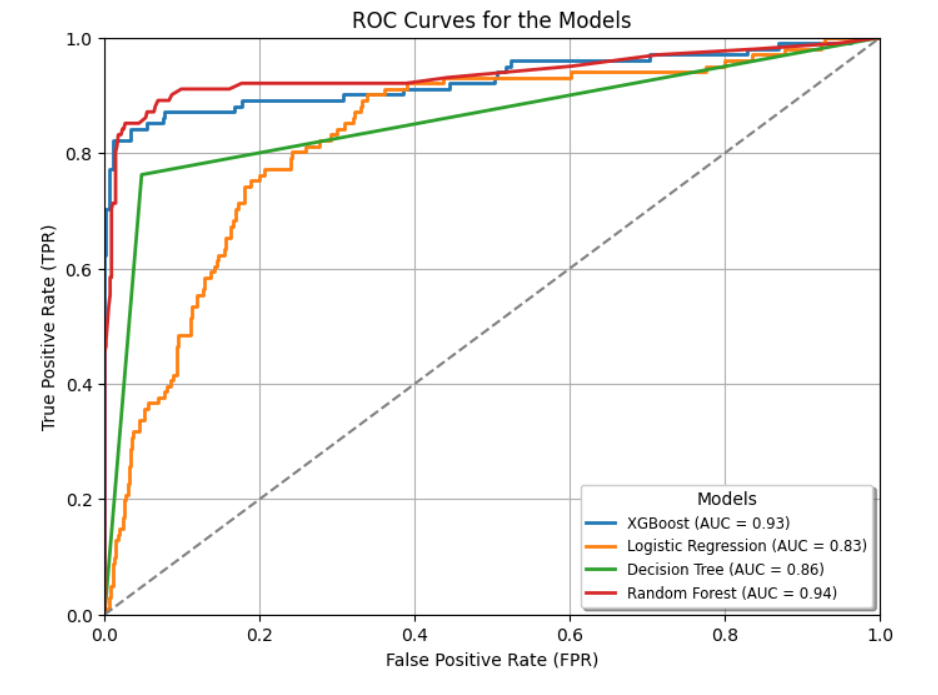 ROC Curves for the Models
True Positive Rate (TPR)
1.0
0.8
0.6
0.4
0.2
0.0
0.0 0.2 0.4 0.6 0.8 1.0
False Positive Rate (FPR)
Models
XGBoost (AUC = 0.93)
Logistic Regression (AUC = 0.83)
Decision Tree (AUC = 0.86)
Random Forest (AUC = 0.94)